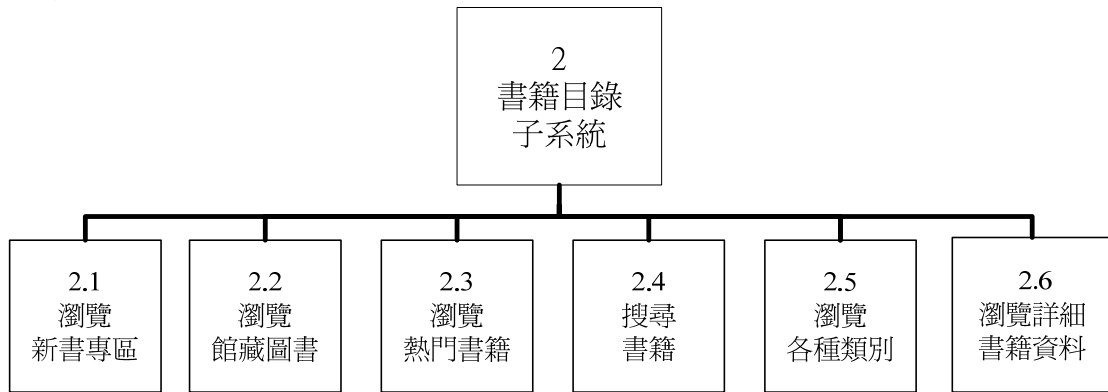 2
書籍目錄
子系統
2.1
瀏覽
新書專區
2.2
瀏覽
館藏圖書
2.3
瀏覽
熱門書籍
2.4
搜尋
書籍
2.5
瀏覽
各種類別
2.6
瀏覽詳細
書籍資料